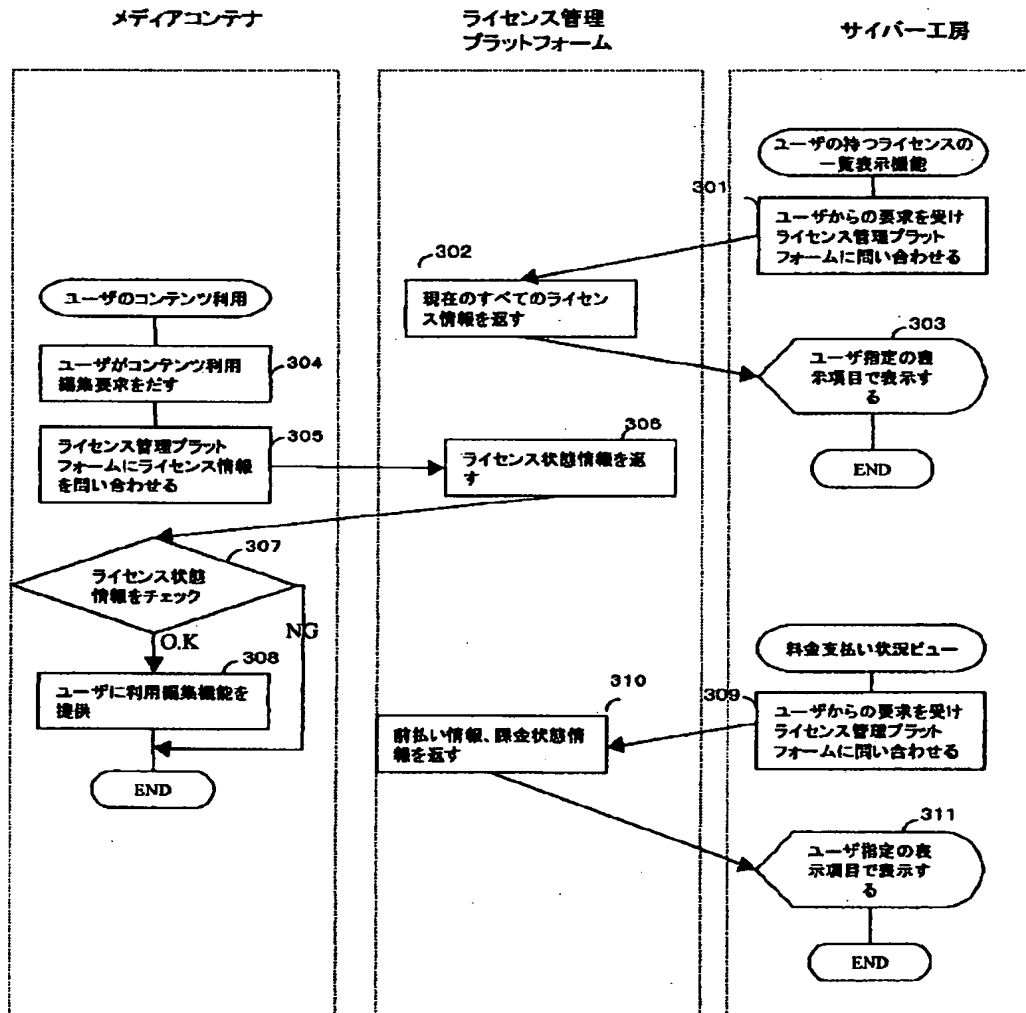 メディアコンテナ
ライセンス管理
プラットフォーム
サイバー工房
ユーザの持つライセンスの
一覧表示機能
301
ユーザからの要求を受け
ライセンス管理プラット
フォームに問い合わせる
302
現在のすべてのライセン
ス情報を返す
303
ユーザ指定の表
示項目で表示する
END
ユーザのコンテンツ利用
304
ユーザがコンテンツ利用
編集要求をだす
305
ライセンス管理プラット
フォームにライセンス情報
を問い合わせる
306
ライセンス状態情報を返
す
307
ライセンス状態
情報をチェック
NG
O.K
308
ユーザに利用編集機能を
提供
END
料金支払い状況ビュー
309
ユーザからの要求を受け
ライセンス管理プラット
フォームに問い合わせる
310
前払い情報、課金状態情
報を返す
311
ユーザ指定の表
示項目で表示す
る
END